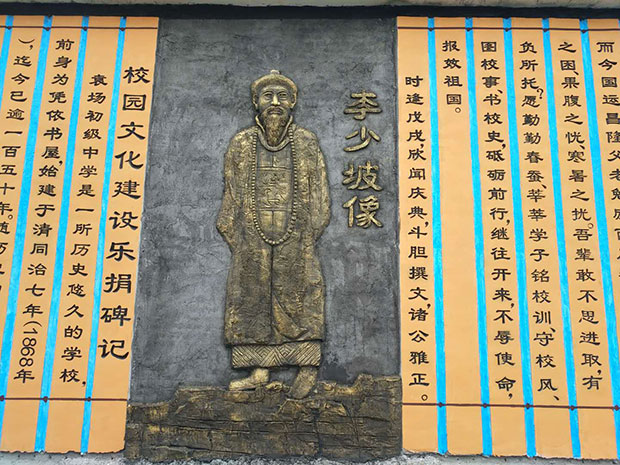 而今国运昌隆父老勉
之困、果腹之忧、寒暑之扰。吾辈敢不思进取,有
负所托?愿勤勤春蚕、莘莘学子铭校训、守校风、
图校事、书校史,砥砺前行,继往开来,不辱使命,
报效祖国。
时逢戊戌,欣闻庆典,斗胆撰文,诸公雅正。
李少坡像
校园文化建设乐捐碑记
袁场初级中学是一所历史悠久的学校,
前身为凭依书屋,始建于清同治七年(1868年
),迄今已逾一百五十年。随历